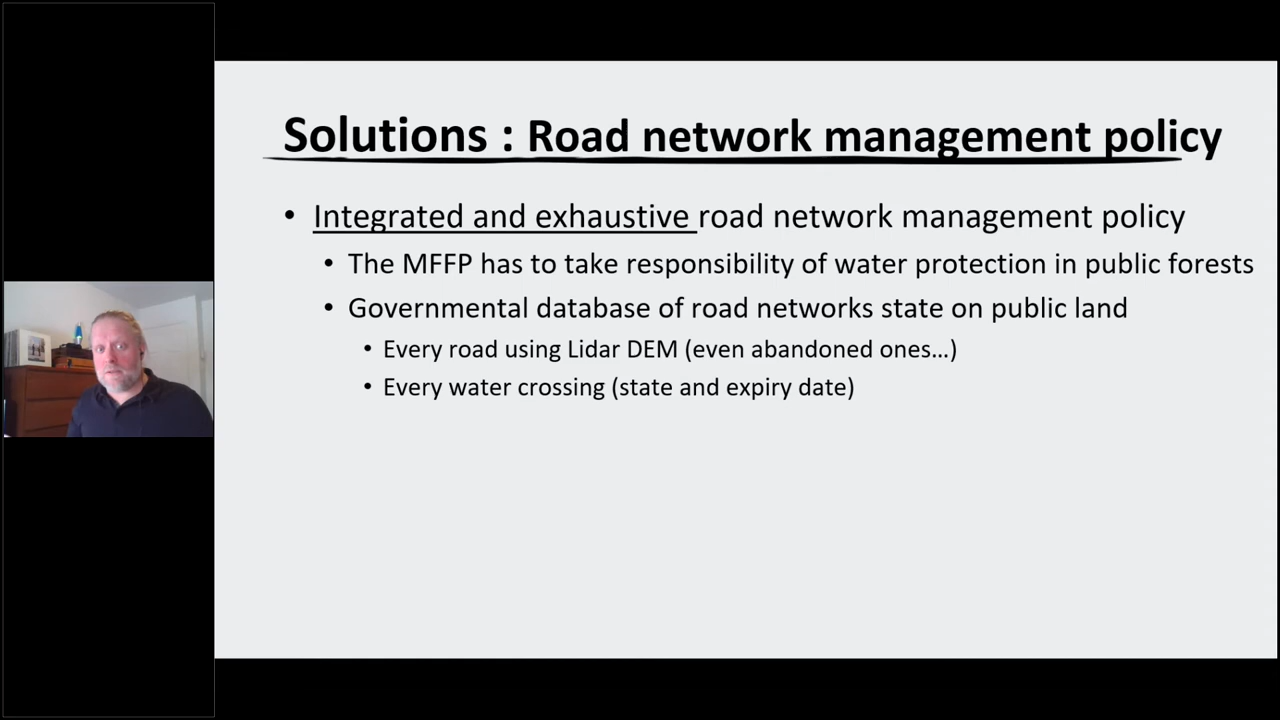 Solutions : Road network management policy
• Integrated and exhaustive road network management policy
• The MFFP has to take responsibility of water protection in public forests
• Governmental database of road networks state on public land
• Every road using Lidar DEM (even abandoned ones...)
• Every water crossing (state and expiry date)